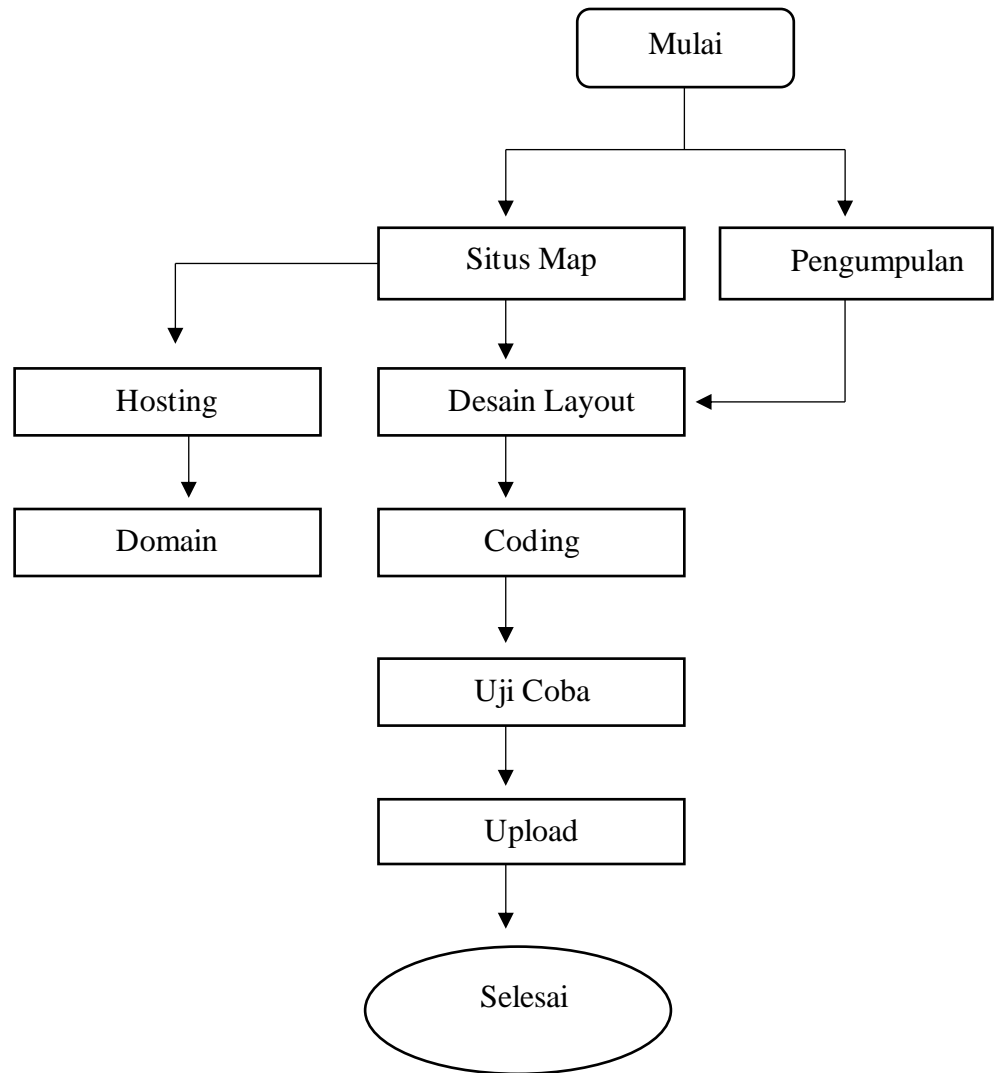 Mulai
Situs Map
Pengumpulan
Hosting
Desain Layout
Domain
Coding
Uji Coba
Upload
Selesai